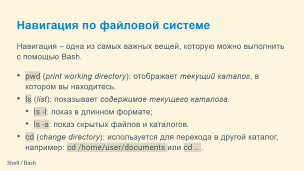 Навигация по файловой системе
Навигация – одна из самых важных вещей, которую можно выполнить
с помощью Bash.
• pwd (print working directory): отображает текущий каталог, в
котором вы находитесь.
• ls (list): показывает содержимое текущего каталога.
• ls -l: показ в длинном формате;
• ls -a: показ скрытых файлов и каталогов.
• cd (change directory): используется для перехода в другой каталог,
например: cd /home/user/documents или cd ...
Shell / Bash